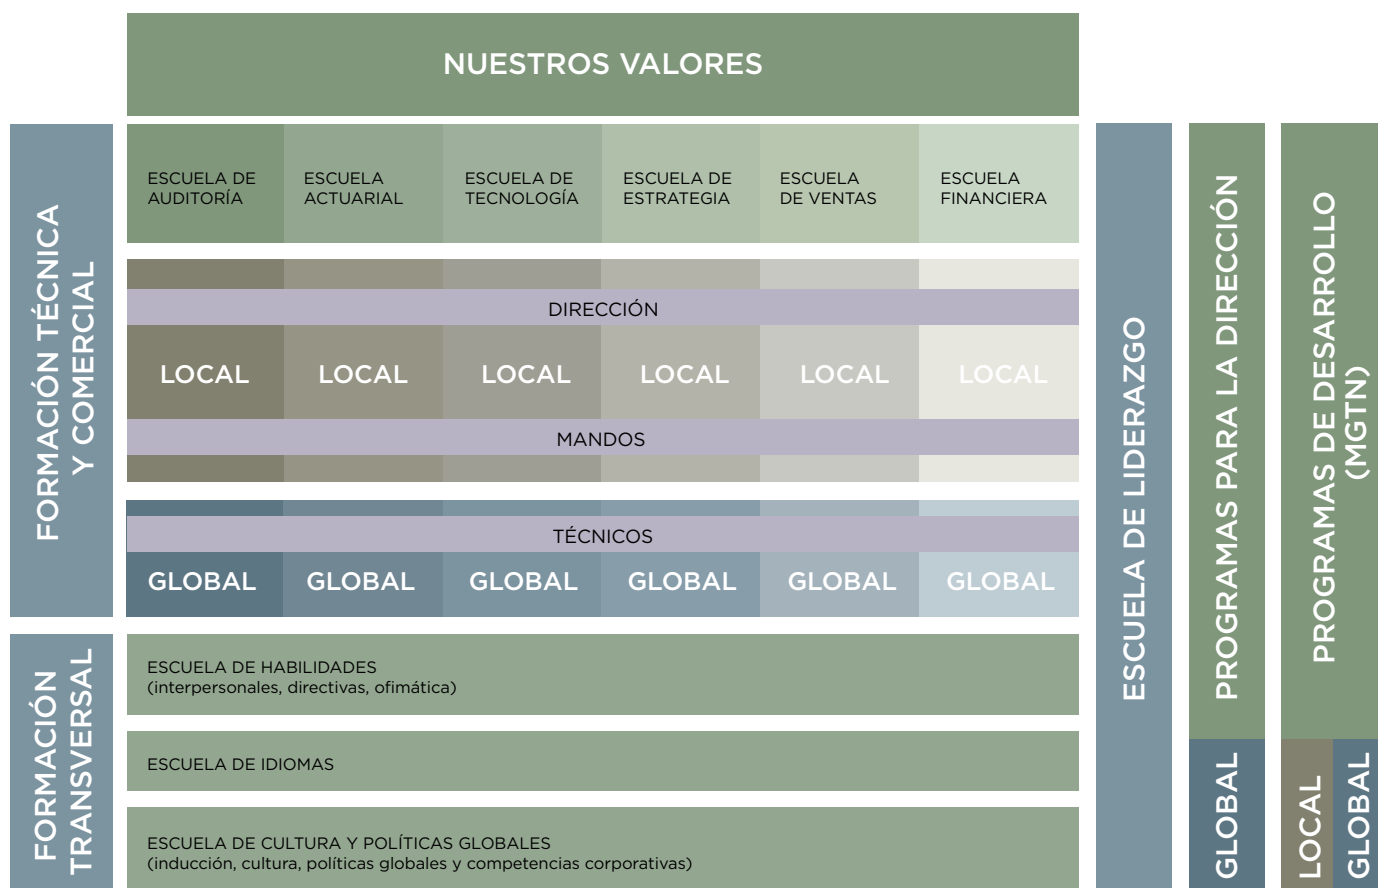 NUESTROS VALORES
FORMACIÓN TÉCNICA
Y COMERCIAL
ESCUELA DE
AUDITORÍA
ESCUELA
ACTUARIAL
ESCUELA DE
TECNOLOGÍA
ESCUELA DE
ESTRATEGIA
ESCUELA
DE VENTAS
ESCUELA
FINANCIERA
DIRECCIÓN
LOCAL
LOCAL
LOCAL
LOCAL
LOCAL
LOCAL
MANDOS
TÉCNICOS
GLOBAL
GLOBAL
GLOBAL
GLOBAL
GLOBAL
GLOBAL
FORMACIÓN
TRANSVERSAL
ESCUELA DE HABILIDADES
(interpersonales, directivas, ofimática)
ESCUELA DE IDIOMAS
ESCUELA DE CULTURA Y POLÍTICAS GLOBALES
(inducción, cultura, políticas globales y competencias corporativas)
ESCUELA DE LIDERAZGO
PROGRAMAS PARA LA DIRECCIÓN
GLOBAL
PROGRAMAS DE DESARROLLO
(MGTN)
LOCAL
GLOBAL